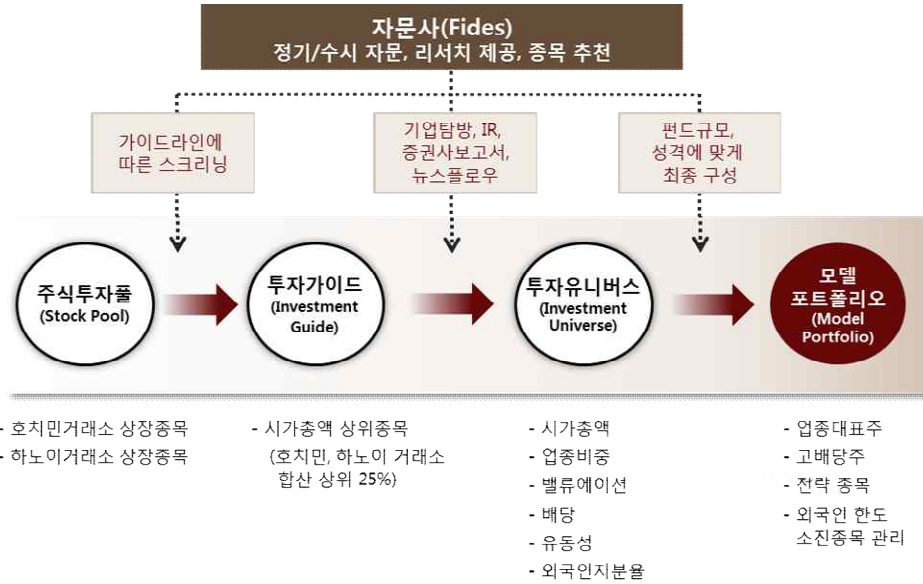 자문사(Fides)
정기/수시 자문, 리서치 제공, 종목 추천
가이드라인에
따른 스크리닝
기업탐방, IR,
증권사보고서,
뉴스플로우
펀드규모,
성격에 맞게
최종 구성
주식투자풀
(Stock Pool)
투자가이드
(Investment
Guide)
투자유니버스
(Investment
Universe)
모델
포트폴리오
(Model
Portfolio)
- 호치민거래소 상장종목
- 하노이거래소 상장종목
- 시가총액 상위종목
(호치민, 하노이 거래소
합산 상위 25%)
- 시가총액
- 업종비중
- 밸류에이션
- 배당
- 유동성
- 외국인지분율
- 업종대표주
- 고배당주
- 전략 종목
- 외국인 한도
소진종목 관리